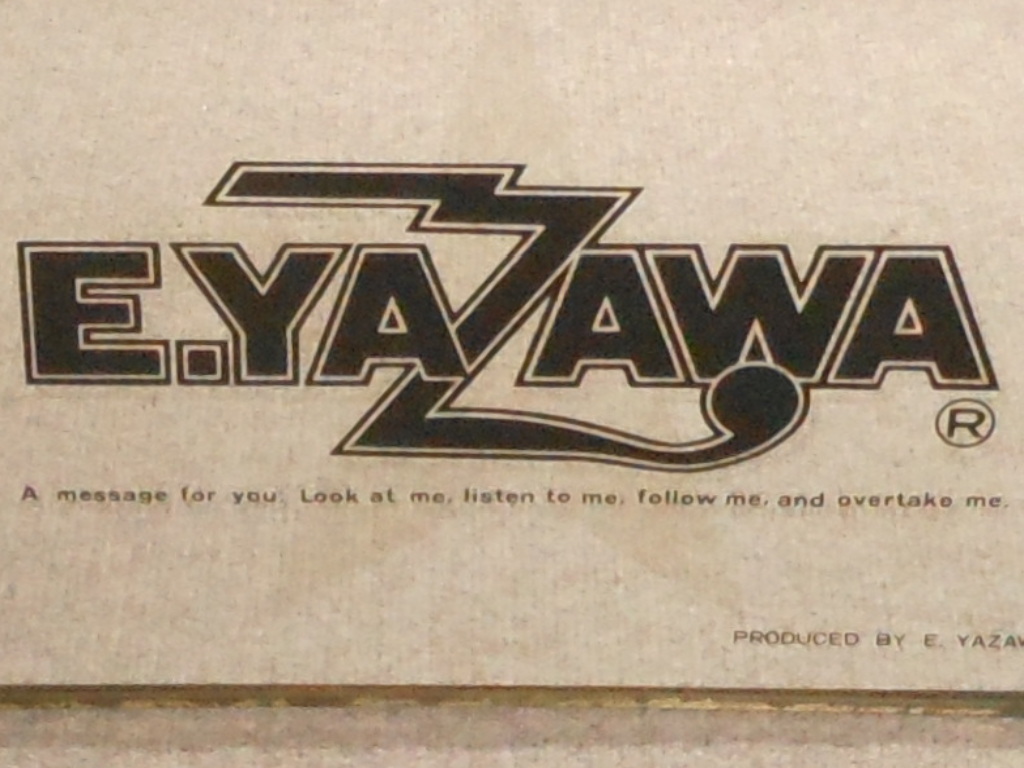 E.YAZAWA
®
A message for you. Look at me, listen to me, follow me, and overtake me.
PRODUCED BY E. YAZAW